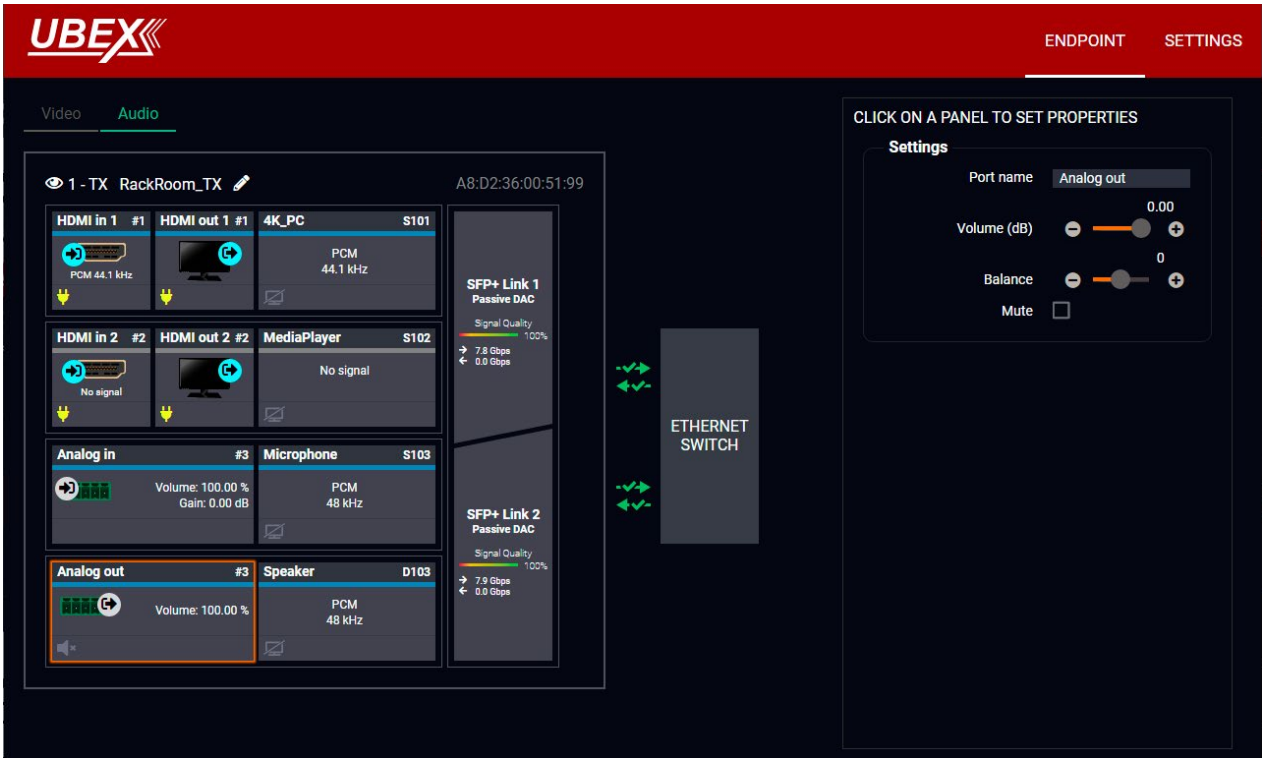 UBEX
ENDPOINT SETTINGS
Video Audio
1 - TX RackRoom_TX A8:D2:36:00:51:99
HDMI in 1 #1 HDMI out 1 #1 4K_PC S101
PCM 44.1 kHz
PCM
44.1 kHz
HDMI in 2 #2 HDMI out 2 #2 MediaPlayer S102
No signal
No signal
Analog in #3 Microphone S103
Volume: 100.00 %
Gain: 0.00 dB
PCM
48 kHz
Analog out #3 Speaker D103
Volume: 100.00 %
PCM
48 kHz
SFP+ Link 1
Passive DAC
Signal Quality
100%
7.8 Gbps
0.0 Gbps
SFP+ Link 2
Passive DAC
Signal Quality
100%
7.9 Gbps
0.0 Gbps
ETHERNET
SWITCH
CLICK ON A PANEL TO SET PROPERTIES
Settings
Port name Analog out
0.00
Volume (dB)
0
Balance
Mute